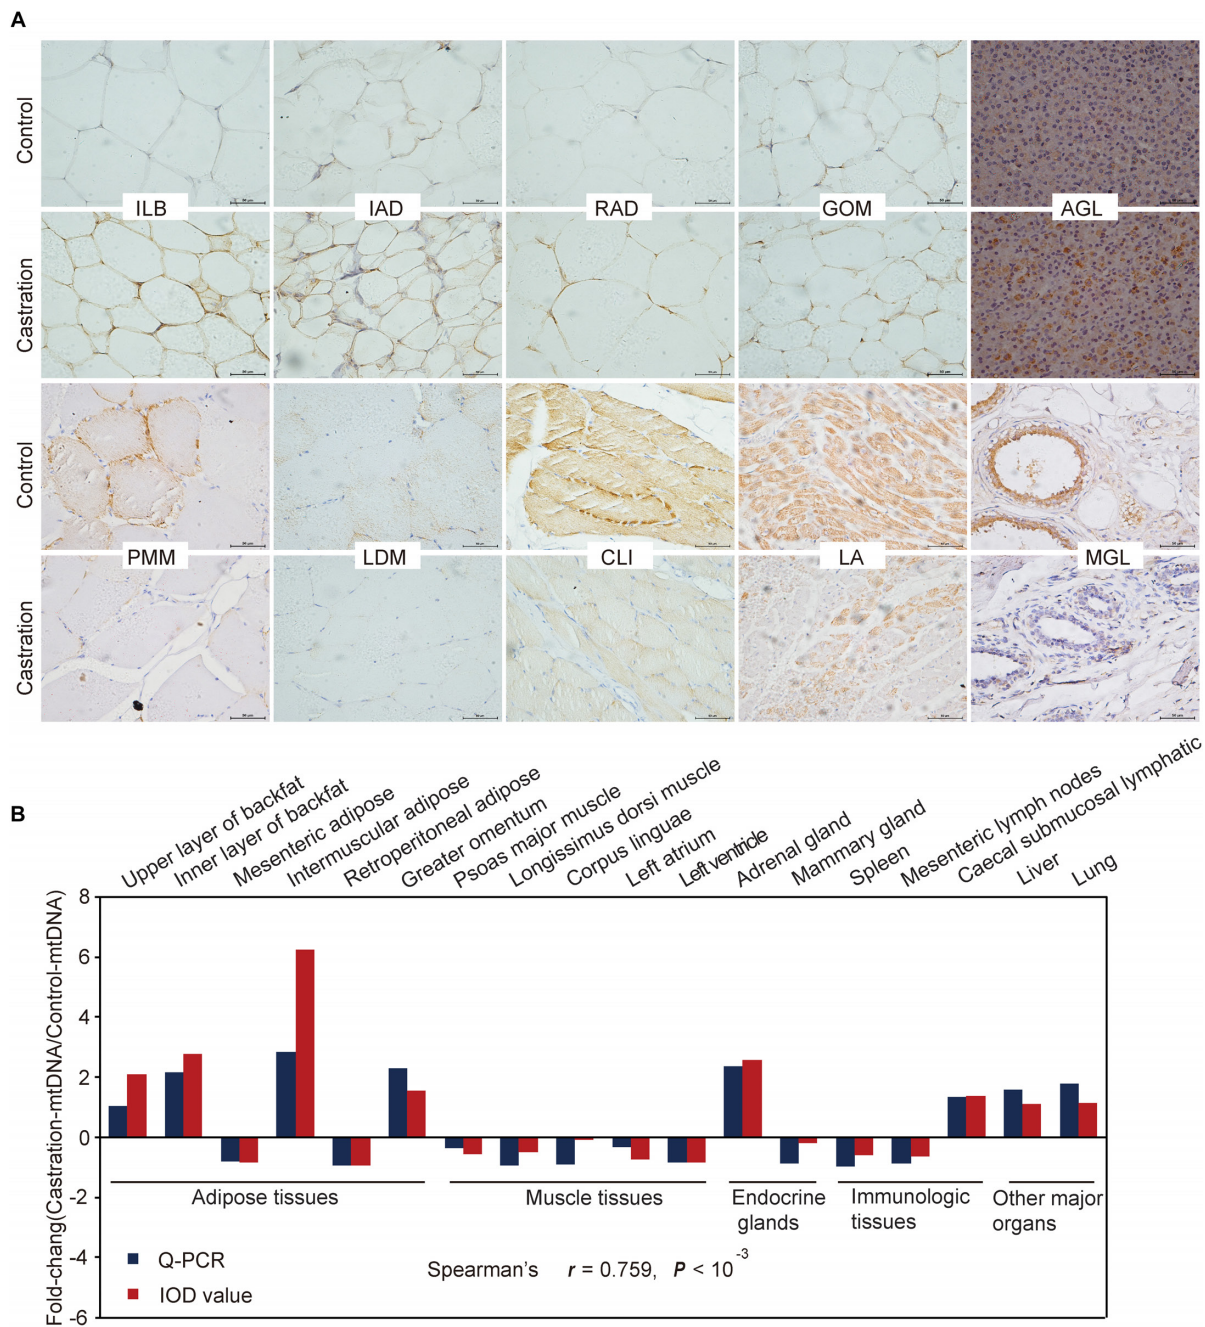 A
Control
ILB
IAD
RAD
GOM
AGL
Castration
Control
PMM
LDM
CLI
LA
MGL
Castration
B
Upper layer of backfat
Inner layer of backfat
Mesenteric adipose
Intermuscular adipose
Retroperitoneal adipose
Greater omentum
Psoas major muscle
Longissimus dorsi muscle
Corpus linguae
Left atrium
Left ventricle
Adrenal gland
Mammary gland
Spleen
Mesenteric lymph nodes
Caecal submucosal lymphatic
Liver
Lung
Fold-chang(Castration-mtDNA/Control-mtDNA)
8
6
4
2
0
-2
-4
-6
Adipose tissues
Muscle tissues
Endocrine
glands
Immunologic
tissues
Other major
organs
Q-PCR
IOD value
Spearman's r = 0.759, P < 10-3